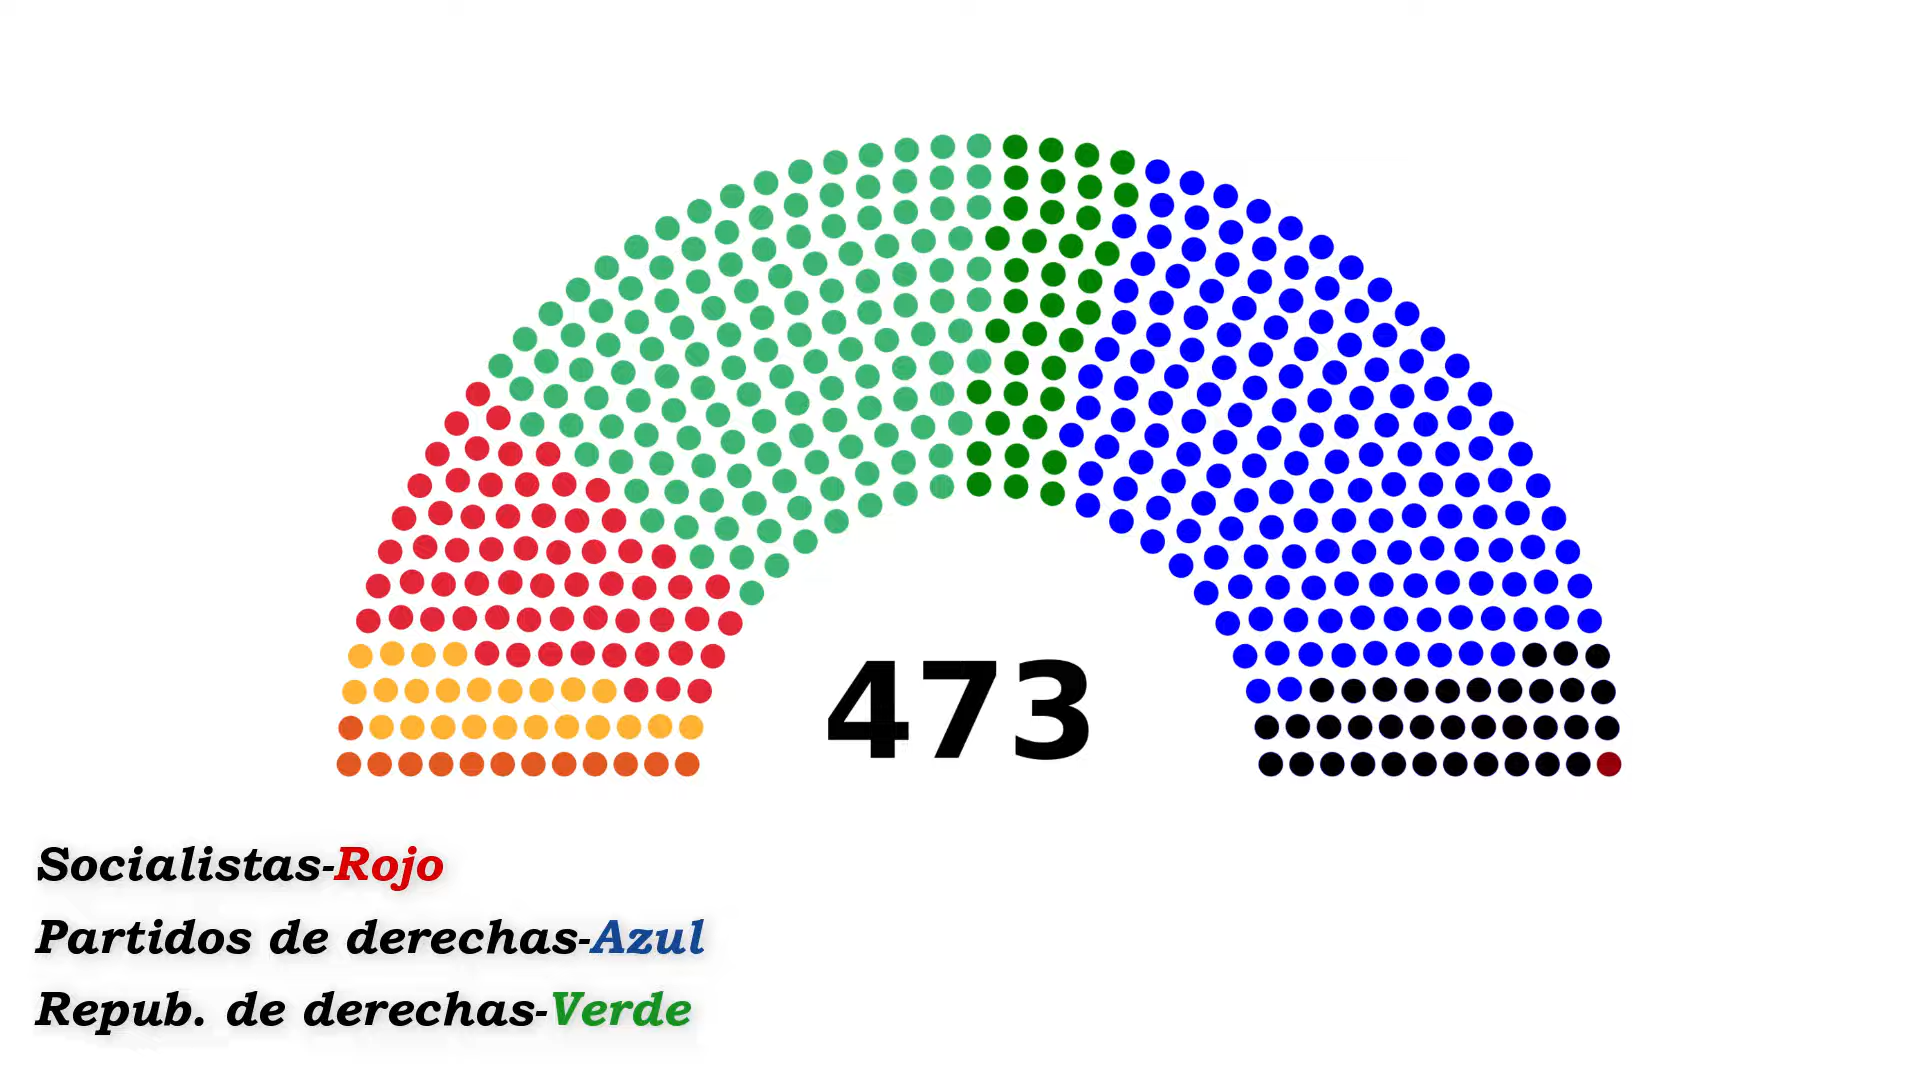 473
Socialistas-Rojo
Partidos de derechas-Azul
Repub. de derechas-Verde